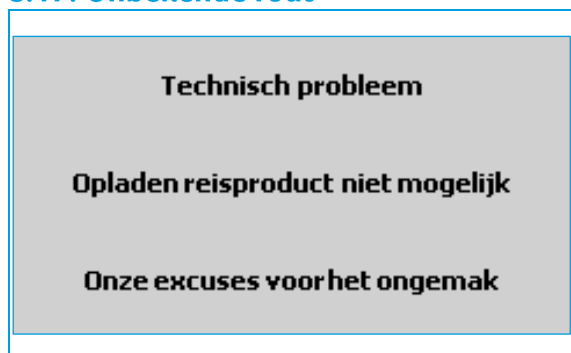 Technisch probleem
Opladen reisproduct niet mogelijk
Onze excuses voor het ongemak